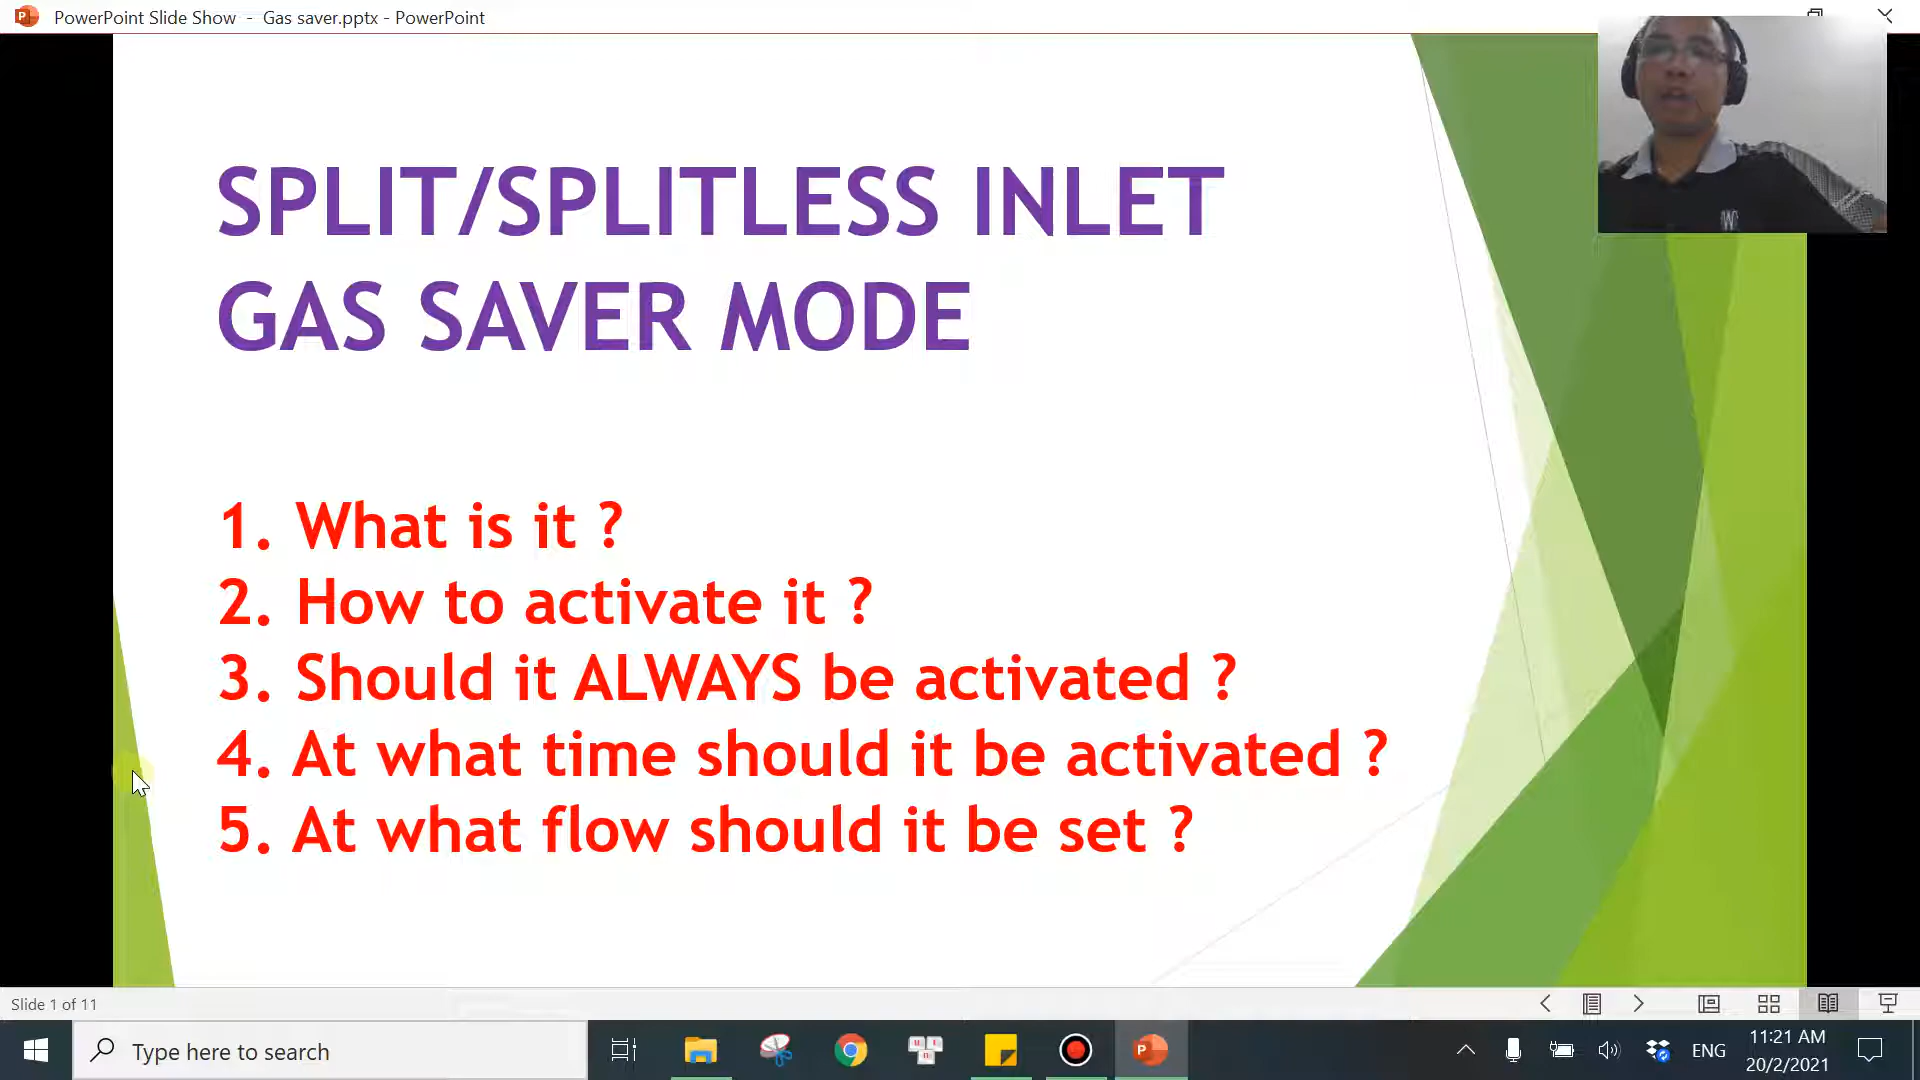 PowerPoint Slide Show - Gas saver.pptx - PowerPoint
SPLIT/SPLITLESS INLET
GAS SAVER MODE
1. What is it ?
2. How to activate it ?
3. Should it ALWAYS be activated ?
4. At what time should it be activated ?
5. At what flow should it be set ?
Slide 1 of 11
Type here to search
ENG
11:21 AM
20/2/2021